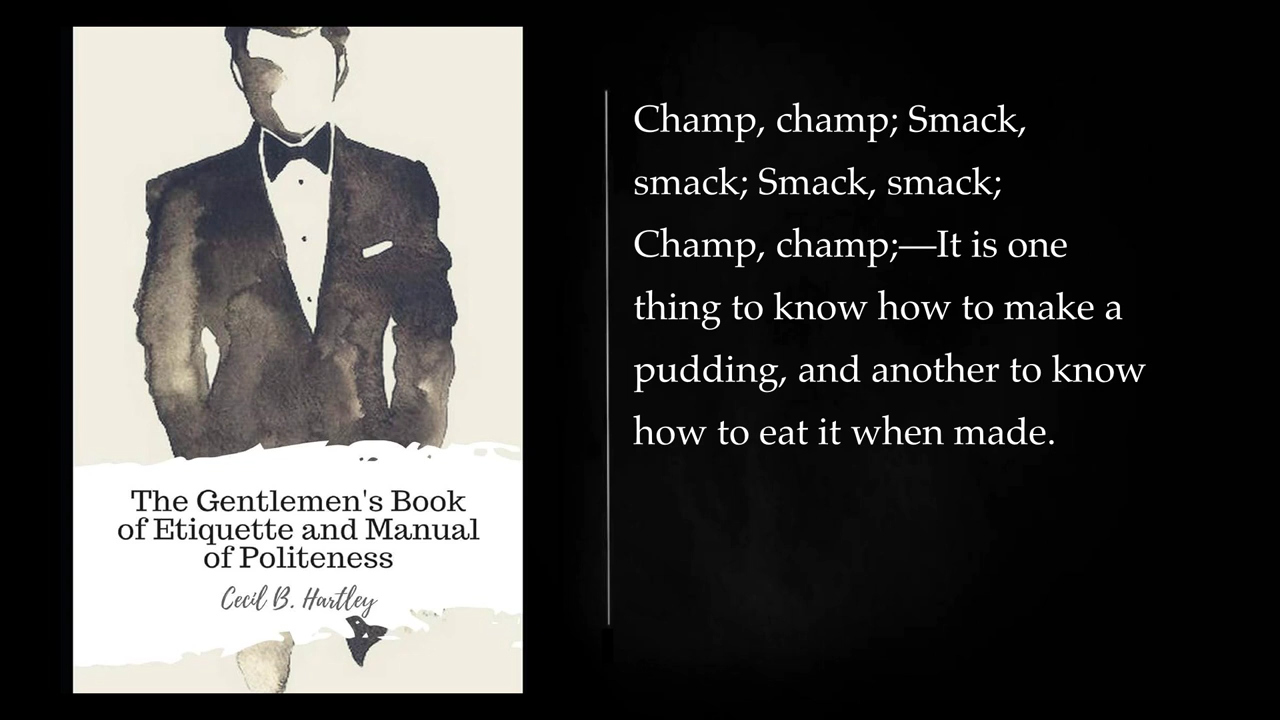 The Gentlemen's Book
of Etiquette and Manual
of Politeness
Cecil B. Hartley
Champ, champ; Smack,
smack; Smack, smack;
Champ, champ;—It is one
thing to know how to make a
pudding, and another to know
how to eat it when made.